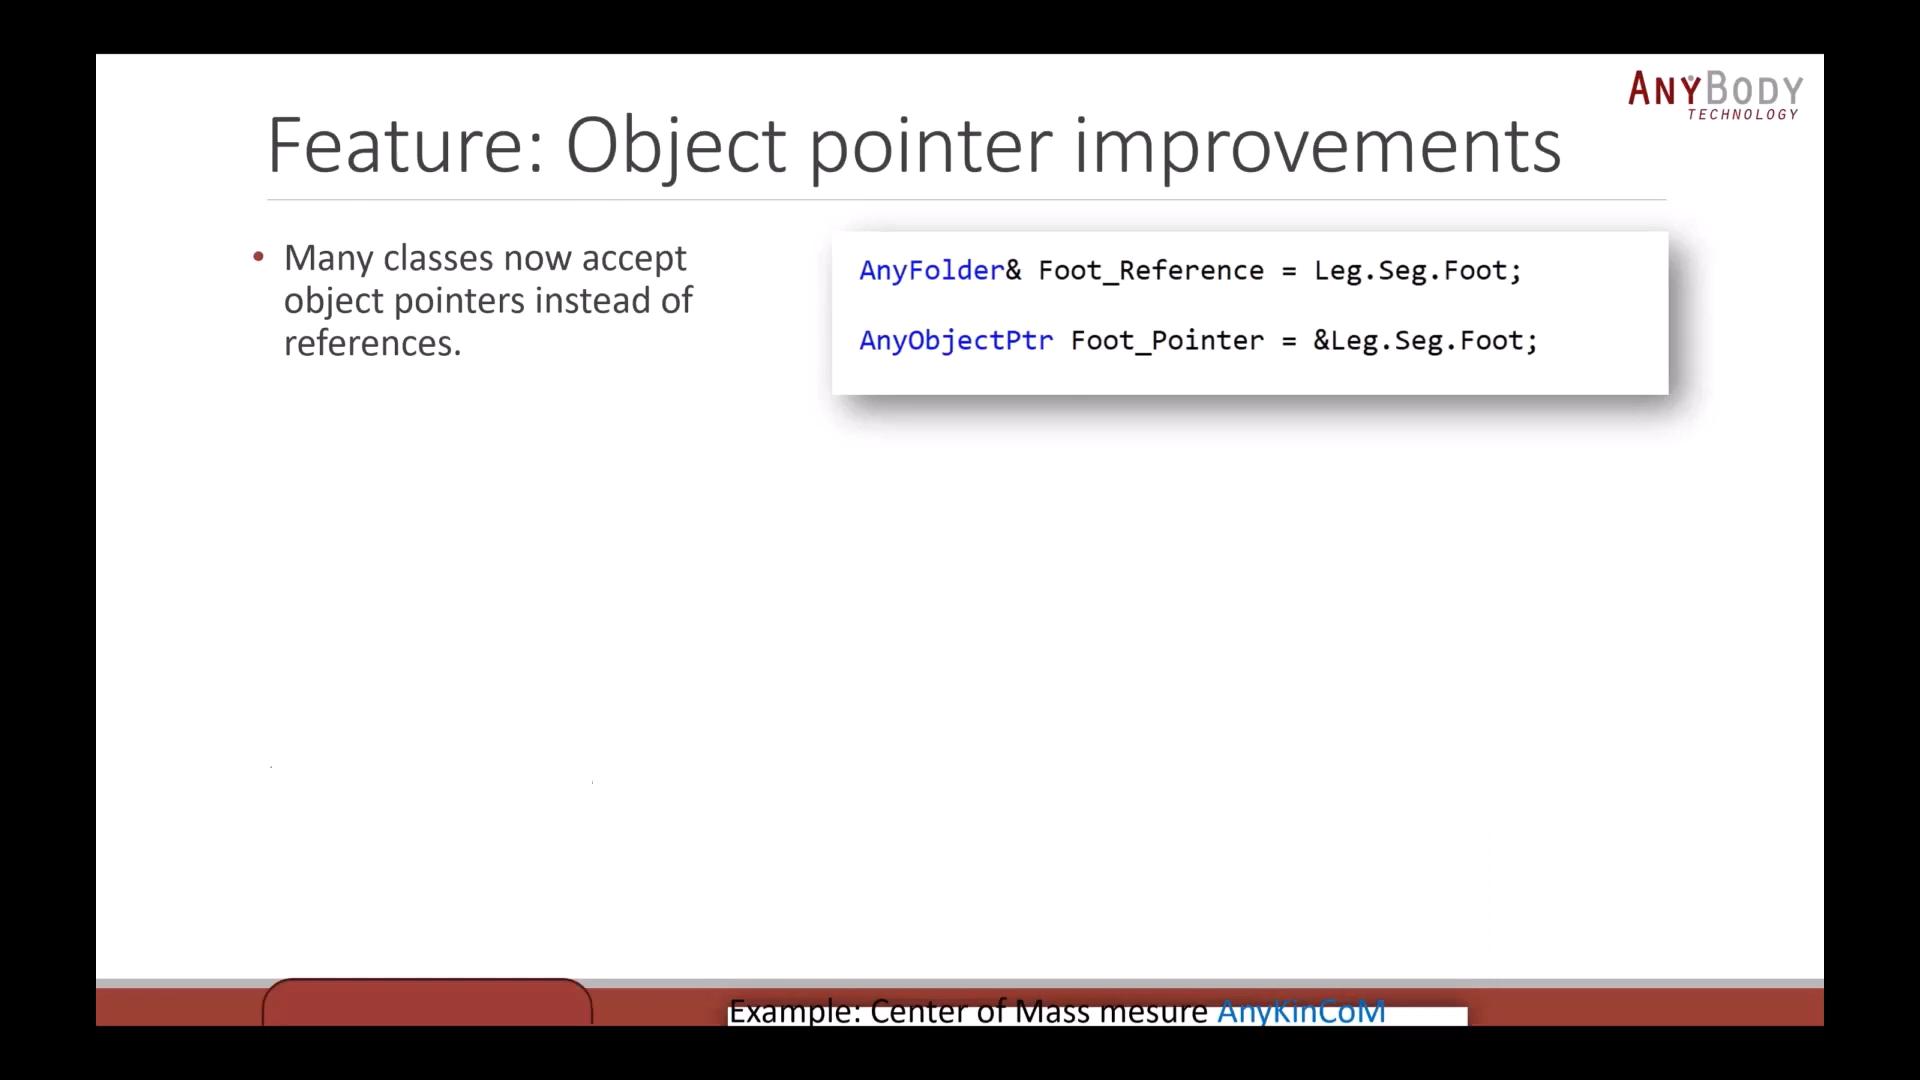 ANYBODY
TECHNOLOGY
Feature: Object pointer improvements
• Many classes now accept
object pointers instead of
references.
AnyFolder& Foot_Reference = Leg.Seg.Foot;
AnyObjectPtr Foot_Pointer = &Leg.Seg.Foot;
Example: Center of Mass mesure AnyKinCoM